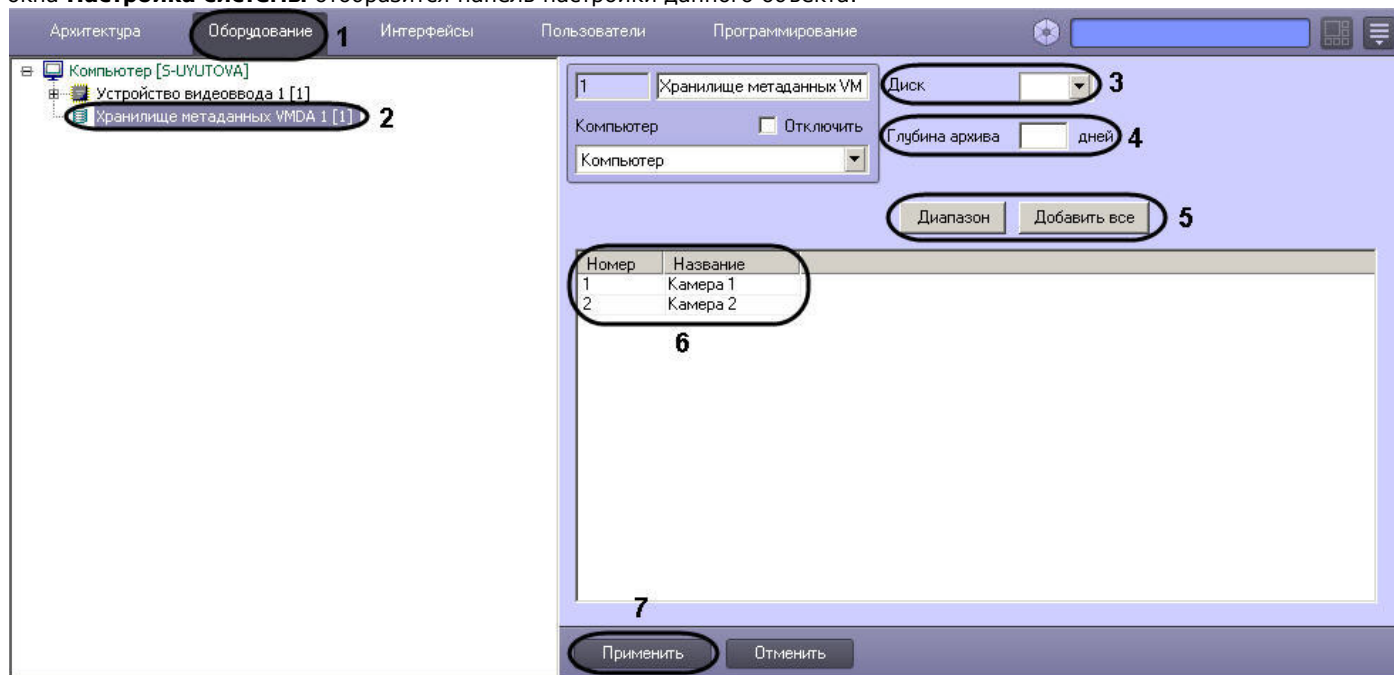 окна Настройка системы отобразится панель настройки данного объекта.
Архитектура Оборудование 1 Интерфейсы Пользователи Программирование
Компьютер [S-UYUTOVA]
Устройство видеоввода 1 [1]
Хранилище метаданных VMDA 1 [1] 2
1 Хранилище метаданных VM
Диск 3
Компьютер Отключить
Глубина архива дней 4
Компьютер
Диапазон Добавить все 5
Номер Название
1 Камера 1
2 Камера 2
6
7
Применить Отменить